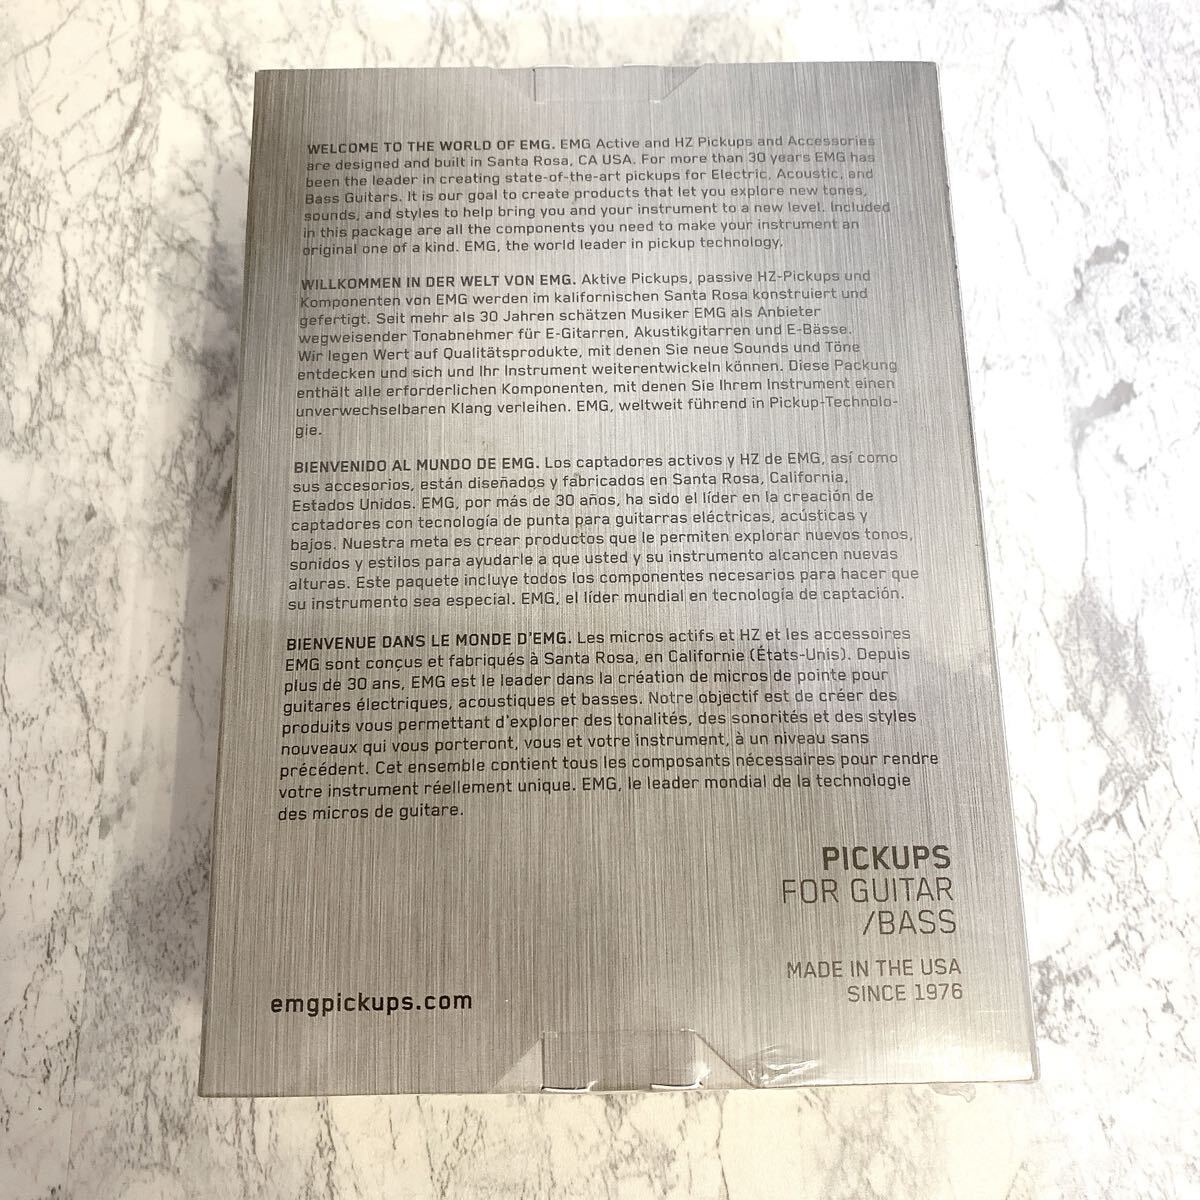 WELCOME TO THE WORLD OF EMG. EMG Active and HZ Pickups and Accessories
are designed and built in Santa Rosa, CA USA. For more than 30 years EMG has
been the leader in creating state-of-the-art pickups for Electric, Acoustic, and
Bass Guitars. It is our goal to create products that let you explore new tones,
sounds, and styles to help bring you and your instrument to a new level. Included
in this package are all the components you need to make your instrument an
original one of a kind. EMG, the world leader in pickup technology.
WILLKOMMEN IN DER WELT VON EMG. Aktive Pickups, passive HZ-Pickups und
Komponenten von EMG werden im kalifornischen Santa Rosa konstruiert und
gefertigt. Seit mehr als 30 Jahren schätzen Musiker EMG als Anbieter
wegweisender Tonabnehmer für E-Gitarren, Akustikgitarren und E-Bässe.
Wir legen Wert auf Qualitätsprodukte, mit denen Sie neue Sounds und Töne
entdecken und sich und Ihr Instrument weiterentwickeln können. Diese Packung
enthält alle erforderlichen Komponenten, mit denen Sie Ihrem Instrument einen
unverwechselbaren Klang verleihen. EMG, weltweit führend in Pickup-Technolo-
gie.
BIENVENIDO AL MUNDO DE EMG. Los captadores activos y HZ de EMG, así como
sus accesorios, están diseñados y fabricados en Santa Rosa, California,
Estados Unidos. EMG, por más de 30 años, ha sido el líder en la creación de
captadores con tecnología de punta para guitarras eléctricas, acústicas y
bajos. Nuestra meta es crear productos que le permiten explorar nuevos tonos,
sonidos y estilos para ayudarle a que usted y su instrumento alcancen nuevas
alturas. Este paquete incluye todos los componentes necesarios para hacer que
su instrumento sea especial. EMG, el líder mundial en tecnología de captación.
BIENVENUE DANS LE MONDE D'EMG. Les micros actifs et HZ et les accessoires
EMG sont conçus et fabriqués à Santa Rosa, en Californie (États-Unis). Depuis
plus de 30 ans, EMG est le leader dans la création de micros de pointe pour
guitares électriques, acoustiques et basses. Notre objectif est de créer des
produits vous permettant d'explorer des tonalités, des sonorités et des styles
nouveaux qui vous porteront, vous et votre instrument, à un niveau sans
précédent. Cet ensemble contient tous les composants nécessaires pour rendre
votre instrument réellement unique. EMG, le leader mondial de la technologie
des micros de guitare.
PICKUPS
FOR GUITAR
/BASS
MADE IN THE USA
SINCE 1976
emgpickups.com